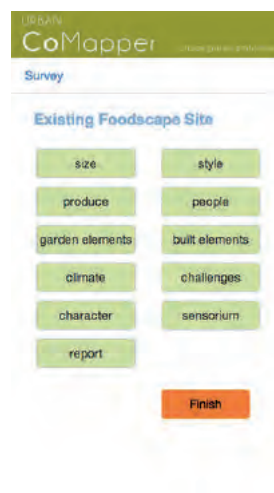 URBAN
CoMapper
Survey
Existing Foodscape Site
size style
produce people
garden elements built elements
climate challenges
character sensorium
report
Finish